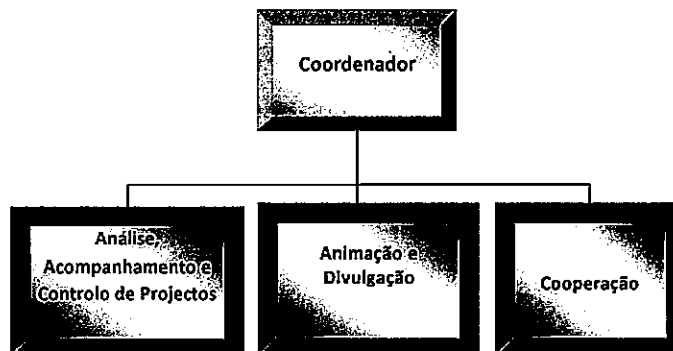 Coordenador
Análise,
Acompanhamento e
Controlo de Projectos
Animação e
Divulgação
Cooperação